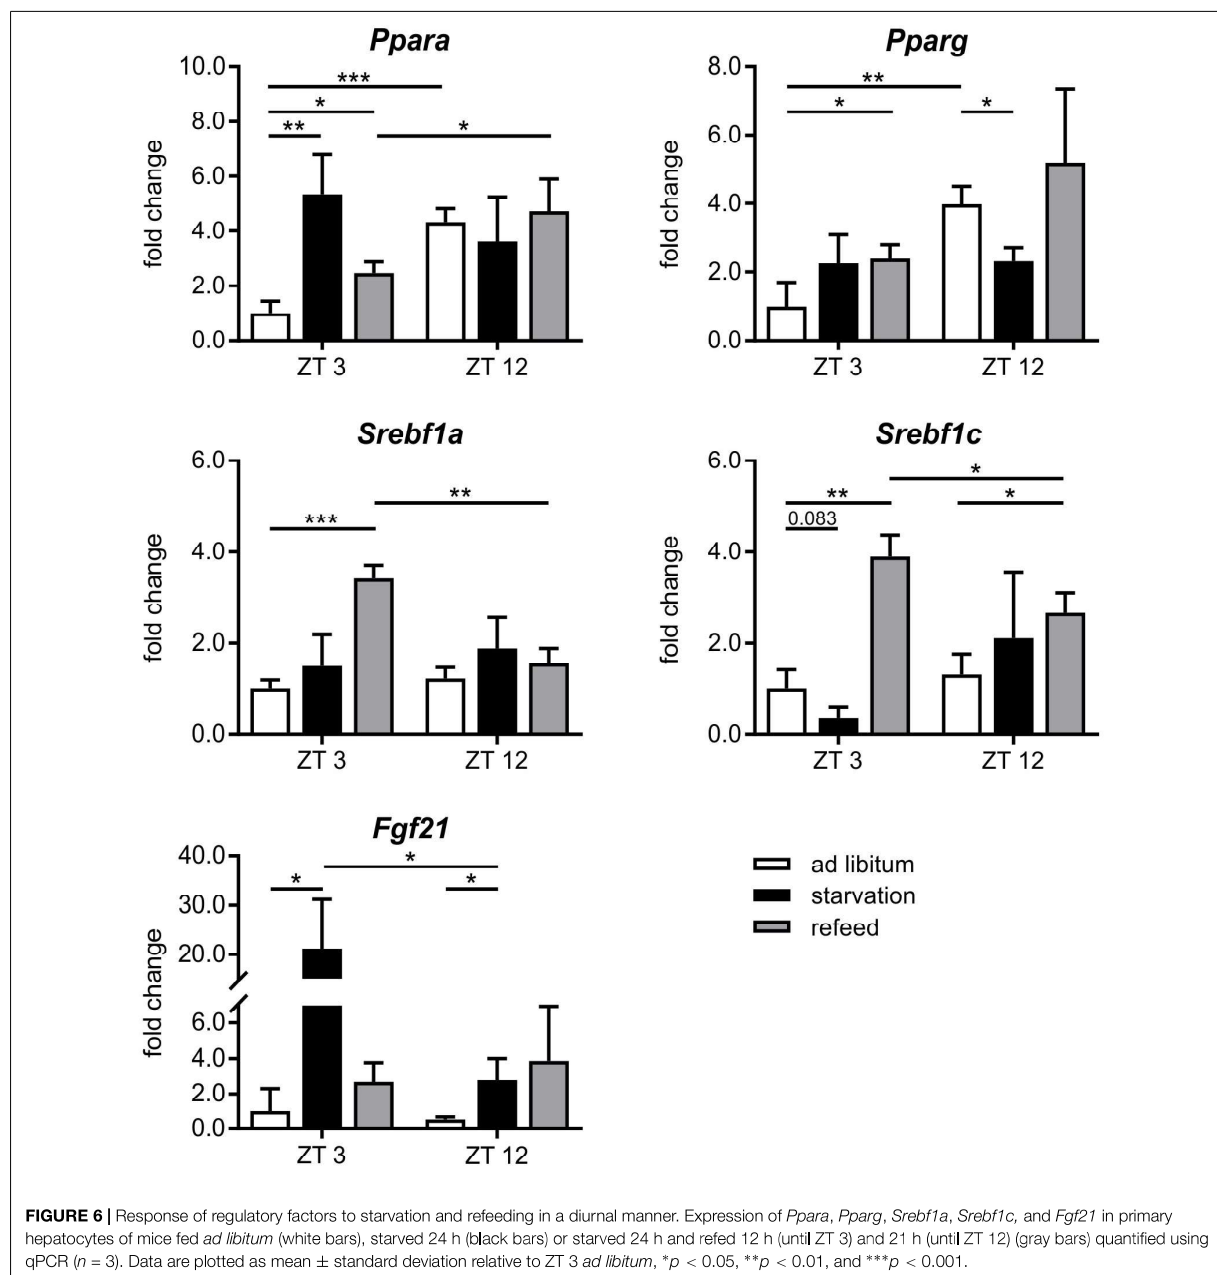 Ppara
10.0
8.0
6.0
4.0
2.0
0.0
fold change
***
*
**
*
ZT 3
ZT 12
Pparg
8.0
6.0
4.0
2.0
0.0
fold change
**
*
*
ZT 3
ZT 12
Srebf1a
6.0
4.0
2.0
0.0
fold change
**
***
ZT 3
ZT 12
Srebf1c
6.0
4.0
2.0
0.0
fold change
*
**
*
0.083
ZT 3
ZT 12
Fgf21
40.0
30.0
20.0
6.0
4.0
2.0
0.0
fold change
*
*
*
ZT 3
ZT 12
ad libitum
starvation
refeed
FIGURE 6 | Response of regulatory factors to starvation and refeeding in a diurnal manner. Expression of Ppara, Pparg, Srebf1a, Srebf1c, and Fgf21 in primary
hepatocytes of mice fed ad libitum (white bars), starved 24 h (black bars) or starved 24 h and refed 12 h (until ZT 3) and 21 h (until ZT 12) (gray bars) quantified using
qPCR (n = 3). Data are plotted as mean ± standard deviation relative to ZT 3 ad libitum, *p < 0.05, **p < 0.01, and ***p < 0.001.